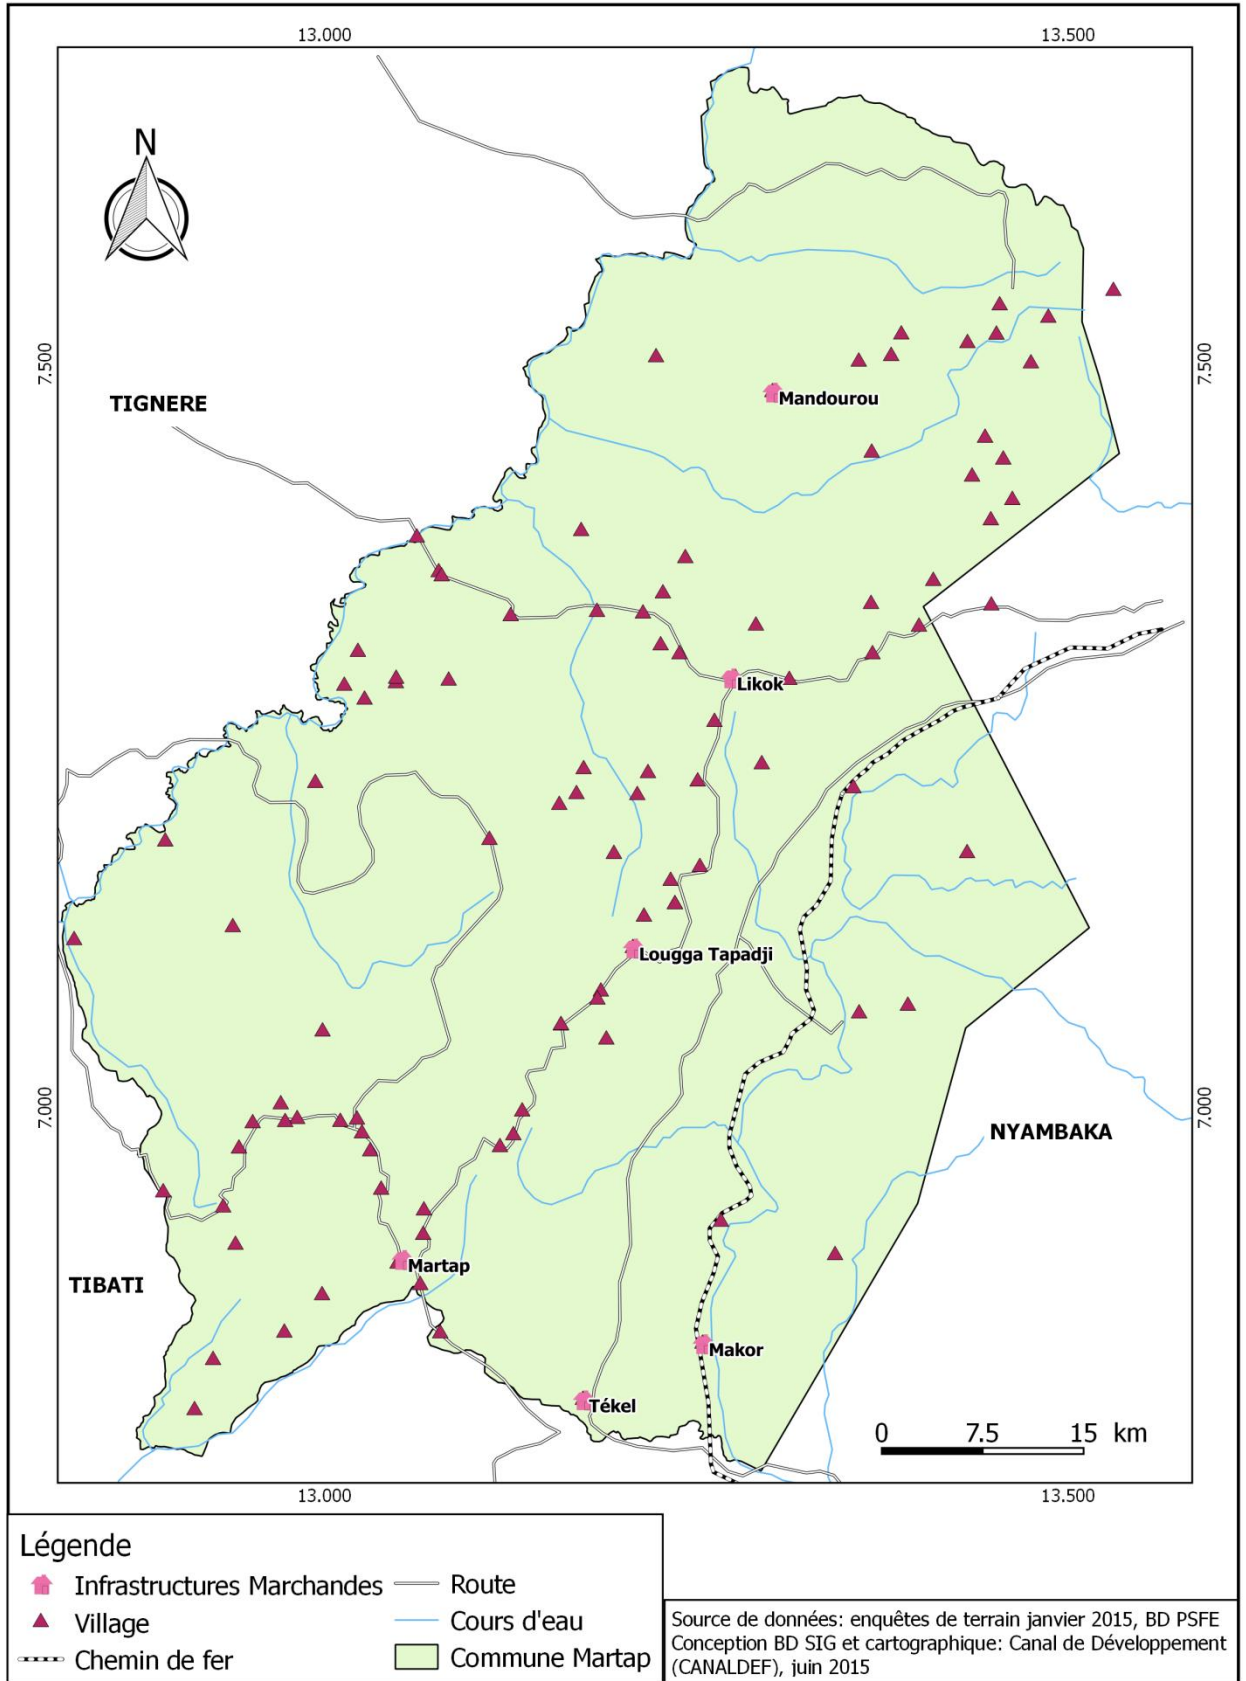 13.000
13.500
N
7.500
7.500
TIGNERE
Mandourou
Likok
Lougga Tapadji
7.000
7.000
NYAMBAKA
TIBATI
Martap
Makor
Tékel
0 7.5 15 km
13.000
13.500
Légende
Infrastructures Marchandes
Village
Chemin de fer
Route
Cours d'eau
Commune Martap
Source de données: enquêtes de terrain janvier 2015, BD PSFE
Conception BD SIG et cartographique: Canal de Développement
(CANALDEF), juin 2015